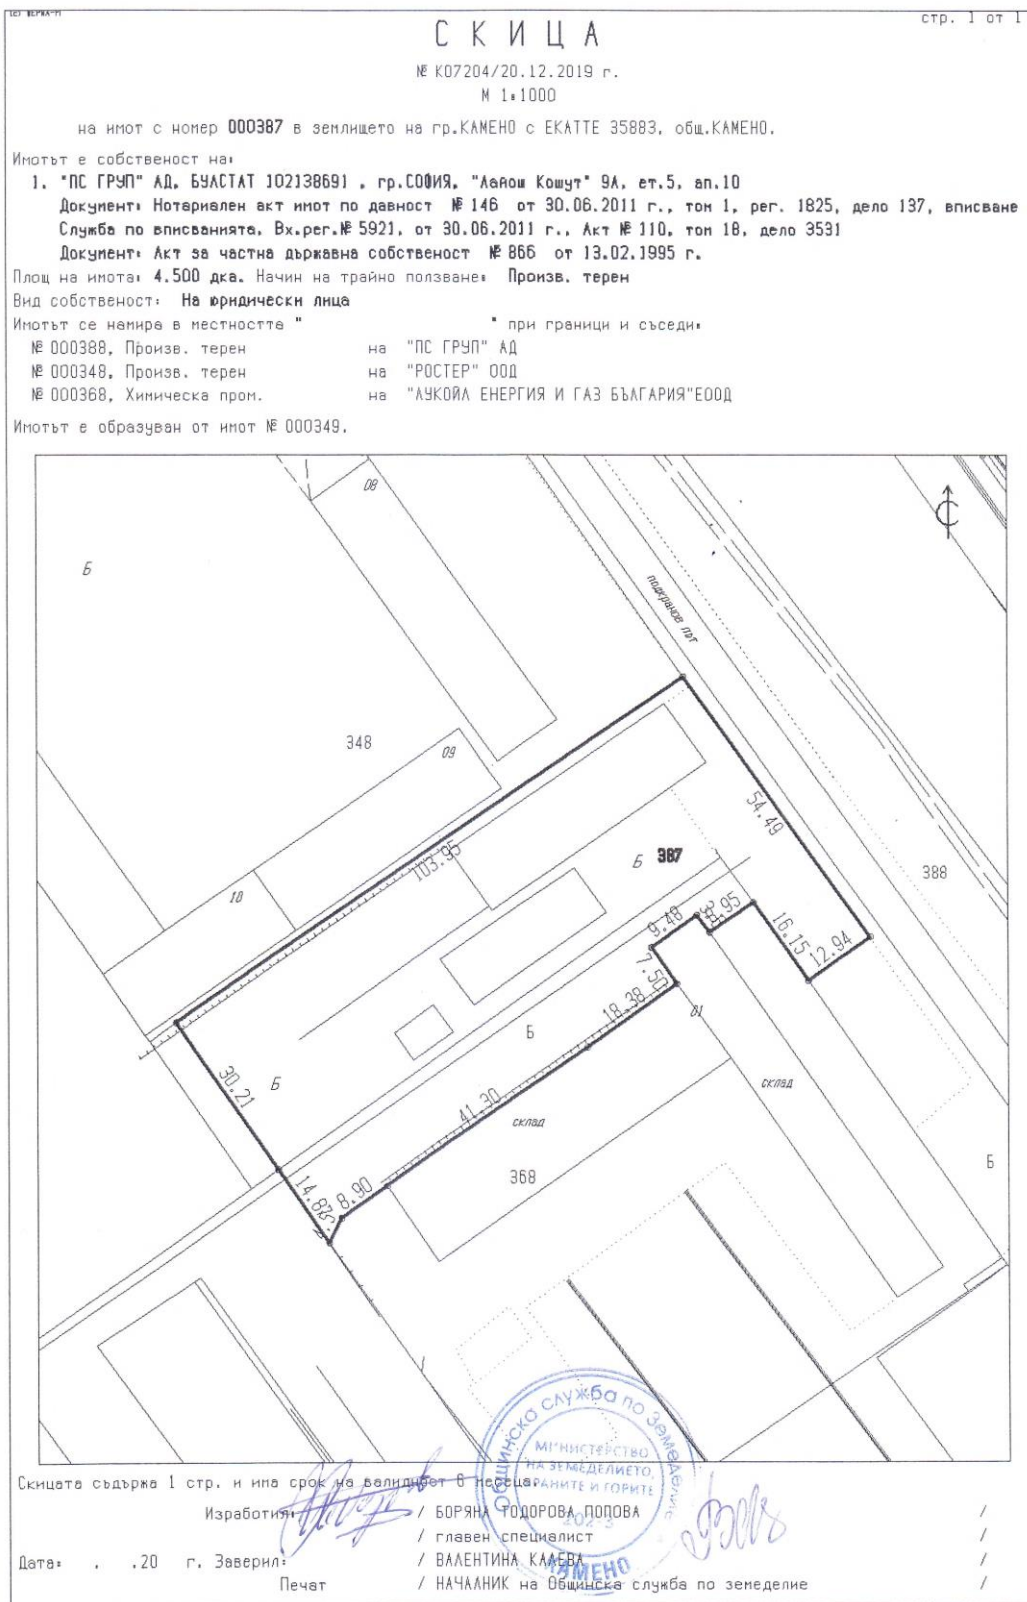 (c) ВЕРМА-М
стр. 1 от 1
СКИЦА
№ К07204/20.12.2019 г.
М 1:1000
на имот с номер 000387 в землището на гр.КАМЕНО с ЕКАТТЕ 35883, общ.КАМЕНО.
Имотът е собственост на:
1. "ПС ГРУП" АД, БУЛСТАТ 102138691 , гр.СОФИЯ, "Лайош Кошут" 9А, ет.5, ап.10
Документ: Нотариален акт имот по давност № 146 от 30.06.2011 г., том 1, рег. 1825, дело 137, вписване
Служба по вписванията, Вх.рег.№ 5921, от 30.06.2011 г., Акт № 110, том 18, дело 3531
Документ: Акт за частна държавна собственост № 866 от 13.02.1995 г.
Площ на имота: 4.500 дка. Начин на трайно ползване: Произв. терен
Вид собственост: На юридически лица
Имотът се намира в местността " " при граници и съседи:
№ 000388, Произв. терен на "ПС ГРУП" АД
№ 000348, Произв. терен на "РОСТЕР" ООД
№ 000368, Химическа пром. на "ЛУКОЙЛ ЕНЕРГИЯ И ГАЗ БЪЛГАРИЯ"ЕООД
Имотът е образуван от имот № 000349.
08
Б
подкранов път
348
09
54.49
103.95
Б 387
388
10
9.48
8.95
16.15
12.94
7.50
18.38
01
Б
30.21
Б
41.30
склад
склад
368
Б
8.90
14.87
Скицата съдържа 1 стр. и има срок на валидност 6 месеца.
Изработил: / БОРЯНА ТОДОРОВА ПОПОВА /
/ главен специалист /
Дата: . .20 г. Заверил: / ВАЛЕНТИНА КАЛЕВА /
Печат / НАЧАЛНИК на Общинска служба по земеделие /
Общинска служба по земеделие
МИНИСТЕРСТВО
НА ЗЕМЕДЕЛИЕТО,
ХРАНИТЕ И ГОРИТЕ
КАМЕНО